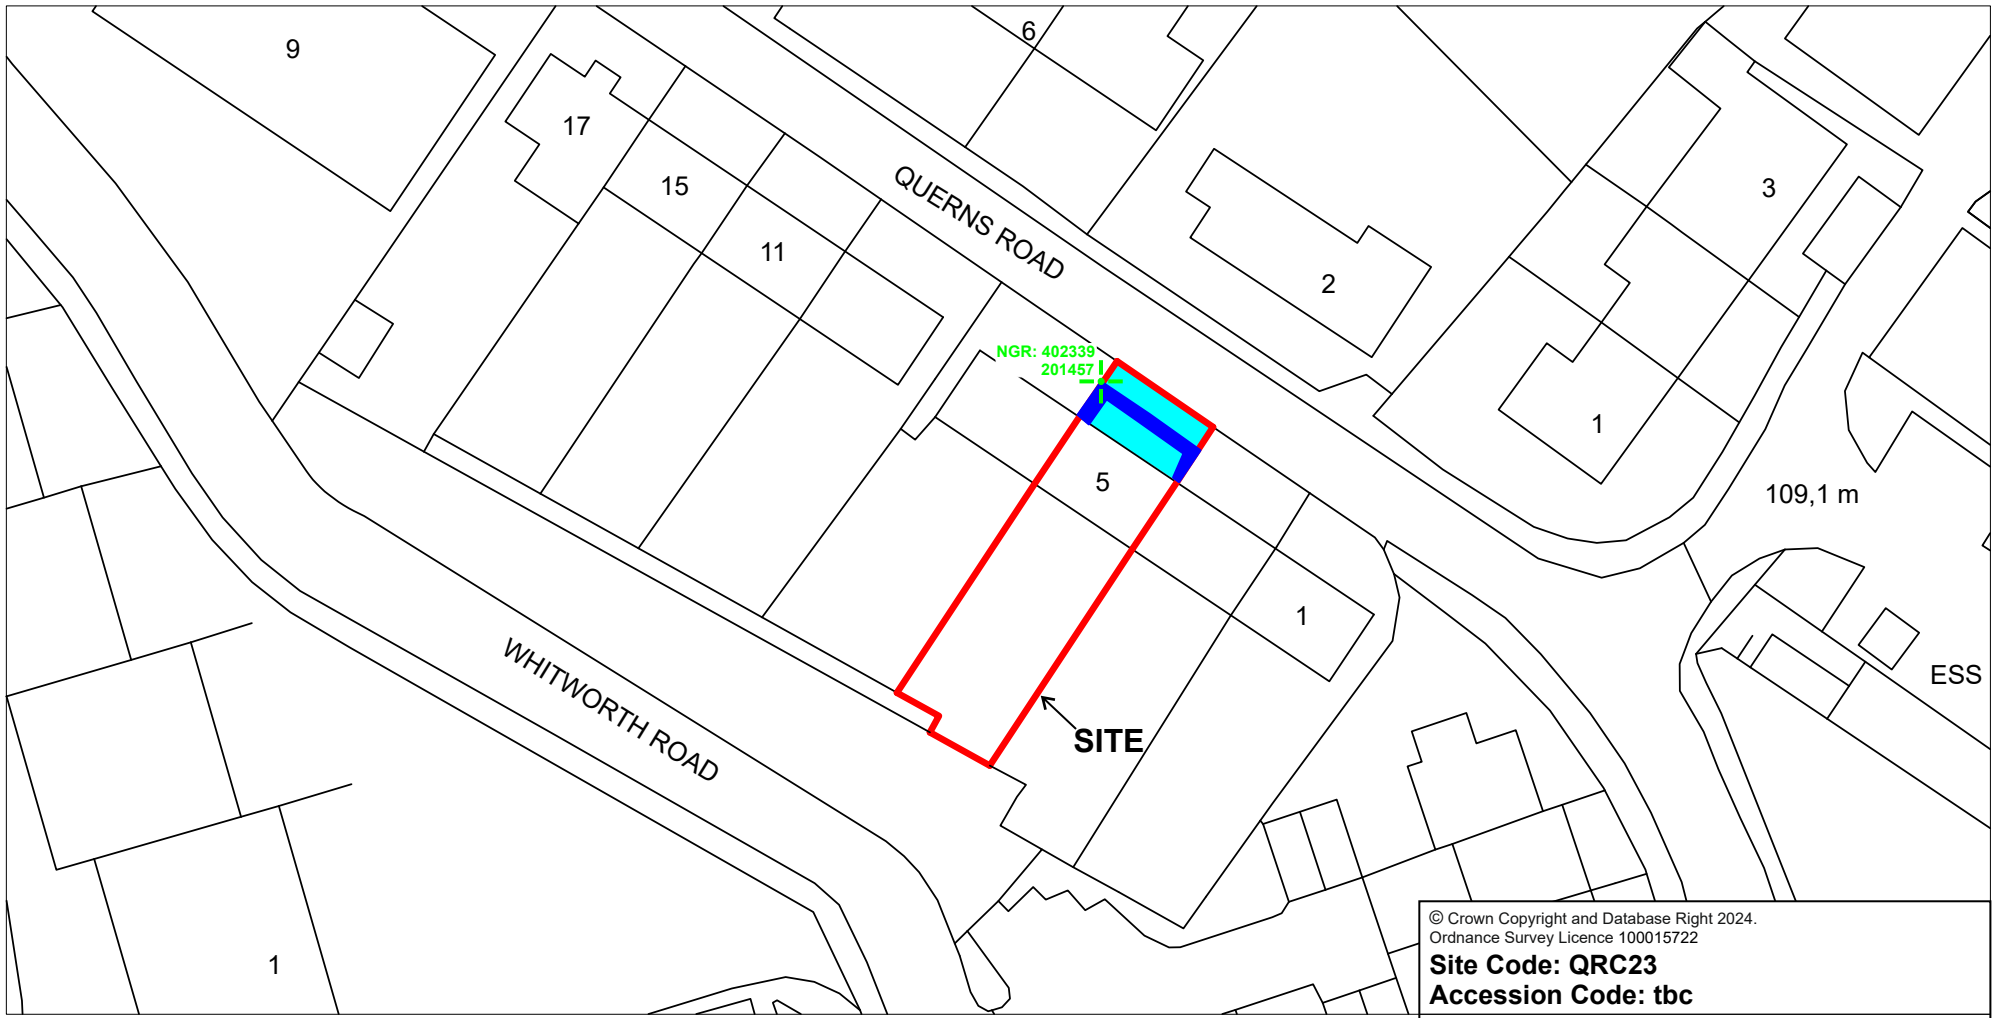 9
6
17
15
11
QUERNS ROAD
2
3
1
NGR: 402339
201457
5
109,1 m
1
ESS
WHITWORTH ROAD
SITE
1
© Crown Copyright and Database Right 2024.
Ordnance Survey Licence 100015722
Site Code: QRC23
Accession Code: tbc